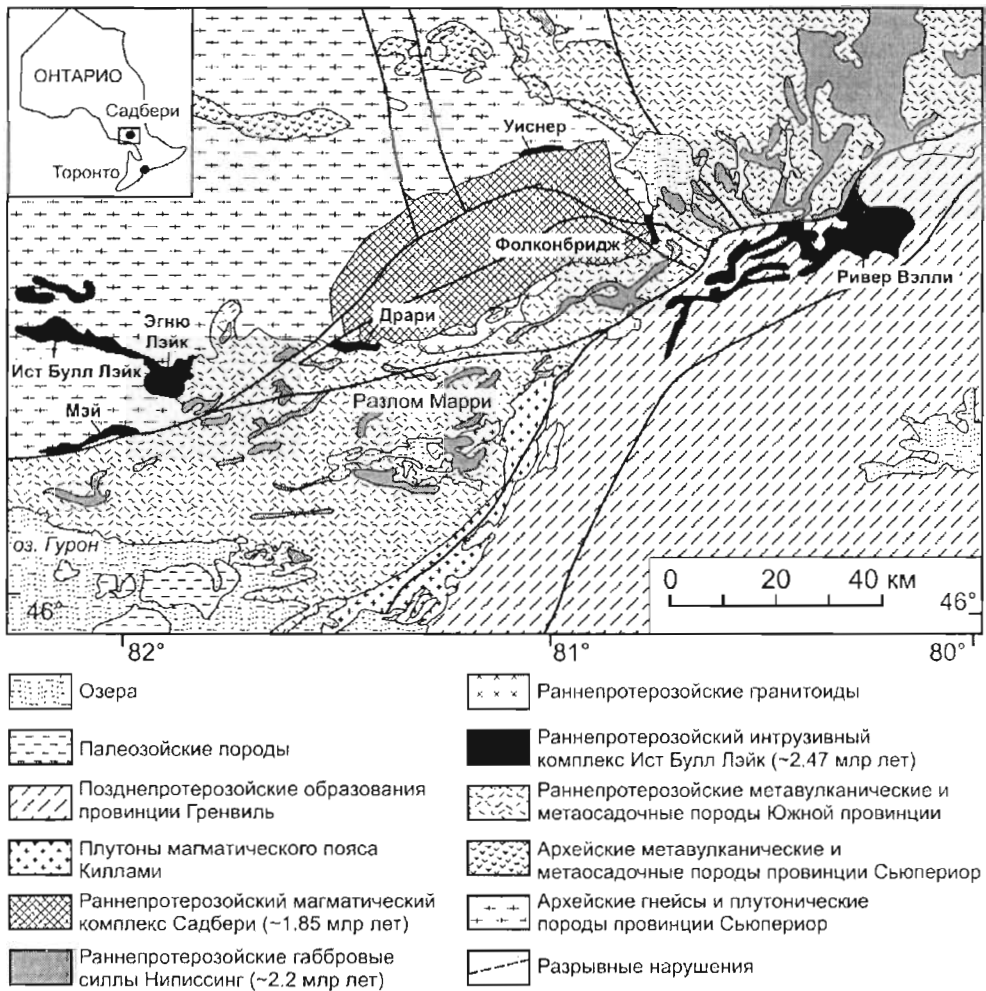 ОНТАРИО
Садбери
Торонто
Уиснер
Фолконбридж
Ривер Вэлли
Драри
Эгню
Лэйк
Ист Булл Лэйк
Мэй
Разлом Марри
оз. Гурон
0 20 40 км
46°
46°
82°
81°
80°
Озера
Палеозойские породы
Позднепротерозойские образования
провинции Гренвиль
Плутоны магматического пояса
Киллами
Раннепротерозойский магматический
комплекс Садбери (~1.85 млр лет)
Раннепротерозойские габбровые
силлы Ниписсинг (~2.2 млр лет)
Раннепротерозойские гранитоиды
Раннепротерозойский интрузивный
комплекс Ист Булл Лэйк (~2.47 млр лет)
Раннепротерозойские метавулканические и
метаосадочные породы Южной провинции
Архейские метавулканические и
метаосадочные породы провинции Сьюпериор
Архейские гнейсы и плутонические
породы провинции Сьюпериор
Разрывные нарушения